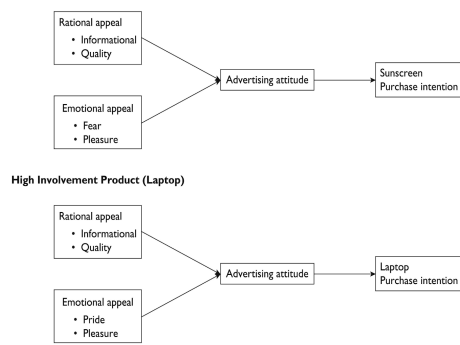 Rational appeal
• Informational
• Quality
Advertising attitude
Sunscreen
Purchase intention
Emotional appeal
• Fear
• Pleasure
High Involvement Product (Laptop)
Rational appeal
• Informational
• Quality
Advertising attitude
Laptop
Purchase intention
Emotional appeal
• Pride
• Pleasure